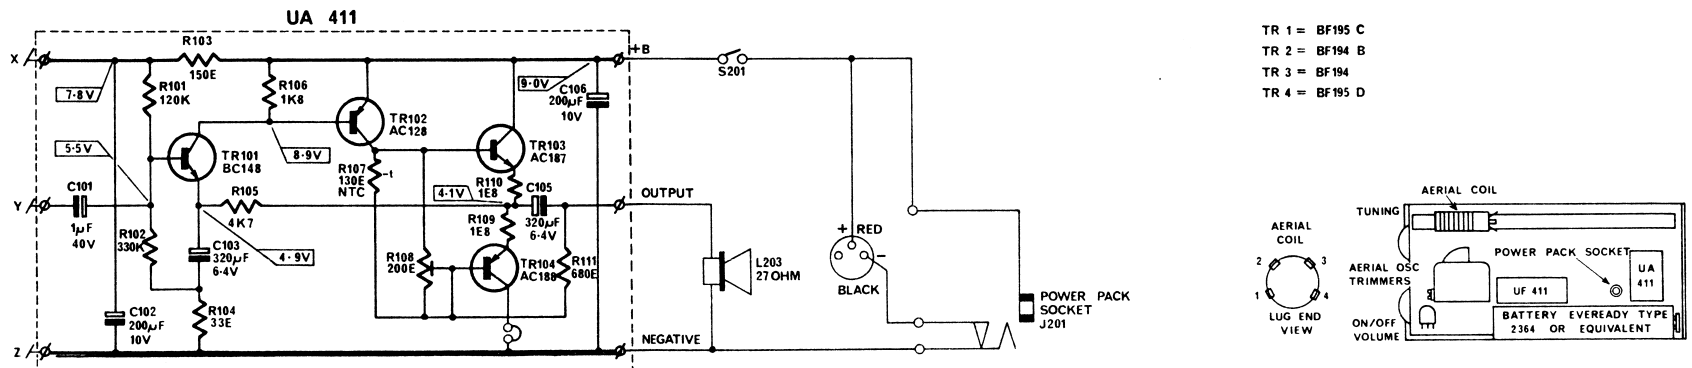 UA 411
X
R103
150E
+B
S201
7·8V
R101
120K
R106
1K8
9·0V
C106
200µF
10V
TR102
AC128
5·5V
TR101
BC148
8·9V
TR103
AC187
R107
130E
NTC
-t
R110
1E8
C105
4·1V
OUTPUT
C101
Y
1µF
40V
R105
4K7
R102
330K
C103
320µF
6·4V
4·9V
R109
1E8
320µF
6·4V
R108
200E
TR104
AC188
R111
680E
L203
27 OHM
C102
200µF
10V
R104
33E
Z
NEGATIVE
+ RED
-
BLACK
POWER PACK
SOCKET
J201
TR 1 = BF195 C
TR 2 = BF194 B
TR 3 = BF194
TR 4 = BF195 D
AERIAL
COIL
2
3
1
4
LUG END
VIEW
AERIAL COIL
TUNING
POWER PACK SOCKET
AERIAL OSC
TRIMMERS
UF 411
UA
411
ON/OFF
VOLUME
BATTERY EVEREADY TYPE
2364 OR EQUIVALENT